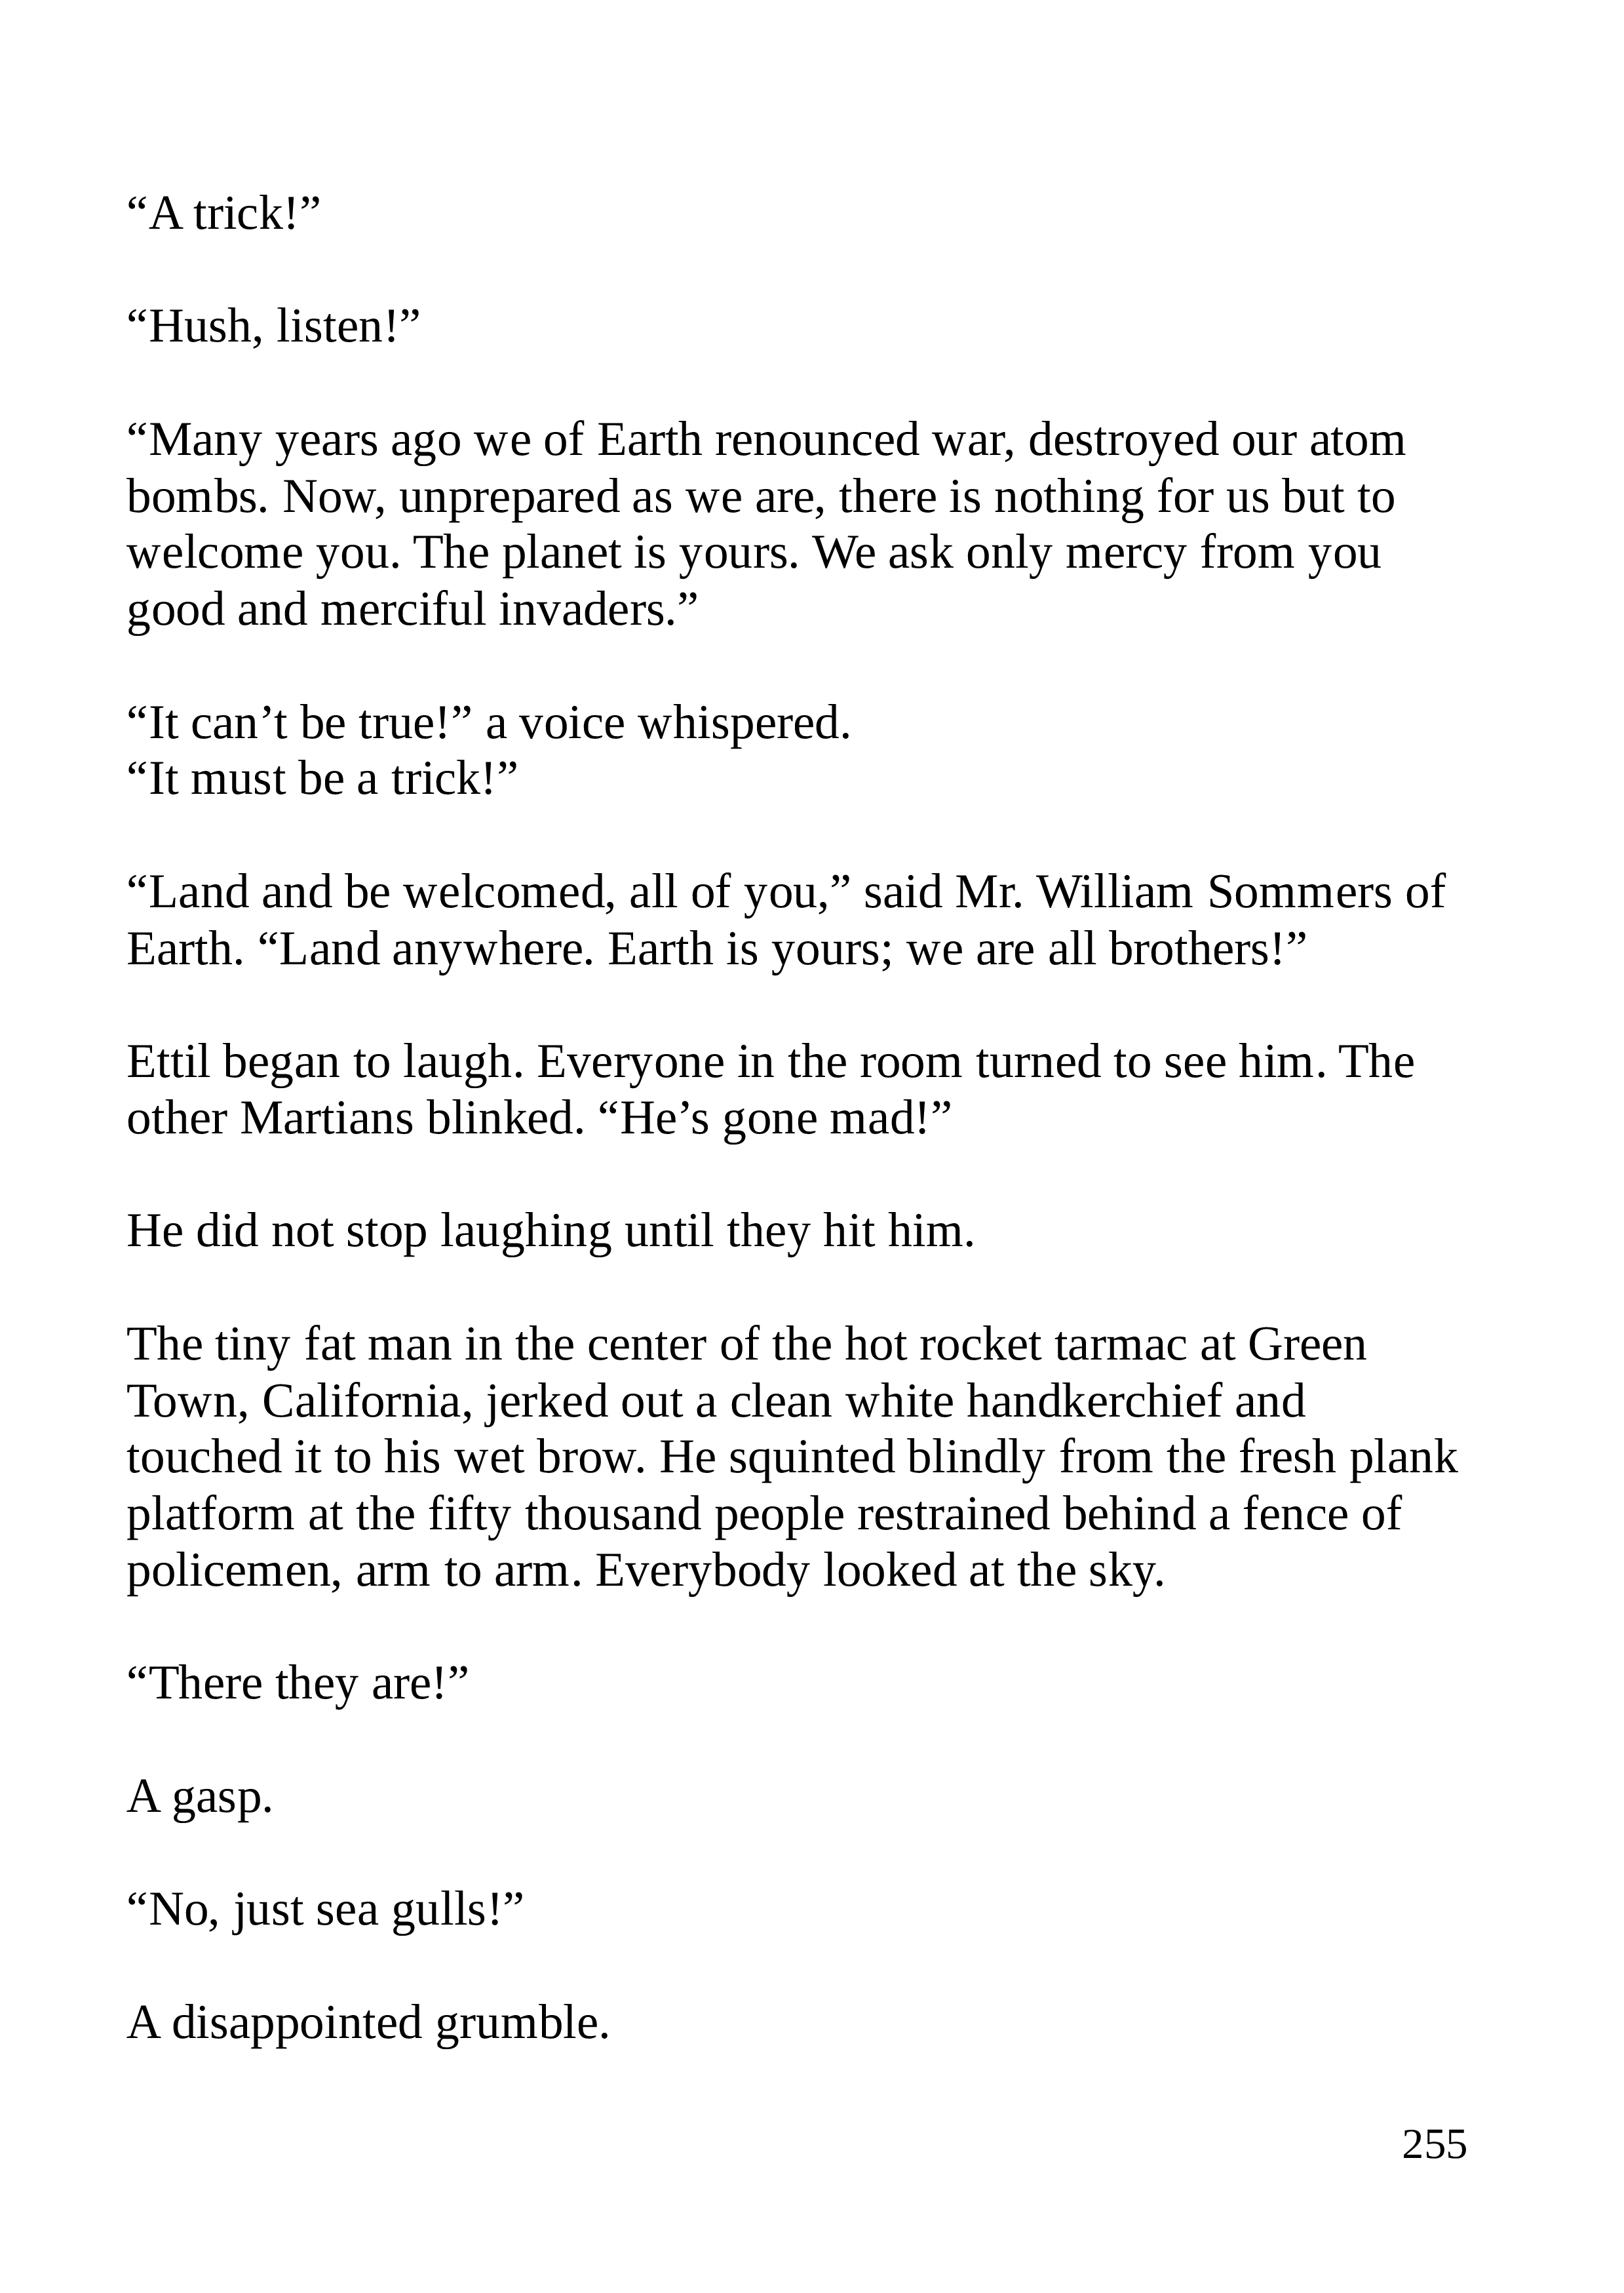 “A trick!”
“Hush, listen!”
“Many years ago we of Earth renounced war, destroyed our atom
bombs. Now, unprepared as we are, there is nothing for us but to
welcome you. The planet is yours. We ask only mercy from you
good and merciful invaders.”
“It can’t be true!” a voice whispered.
“It must be a trick!”
“Land and be welcomed, all of you,” said Mr. William Sommers of
Earth. “Land anywhere. Earth is yours; we are all brothers!”
Ettil began to laugh. Everyone in the room turned to see him. The
other Martians blinked. “He’s gone mad!”
He did not stop laughing until they hit him.
The tiny fat man in the center of the hot rocket tarmac at Green
Town, California, jerked out a clean white handkerchief and
touched it to his wet brow. He squinted blindly from the fresh plank
platform at the fifty thousand people restrained behind a fence of
policemen, arm to arm. Everybody looked at the sky.
“There they are!”
A gasp.
“No, just sea gulls!”
A disappointed grumble.
255